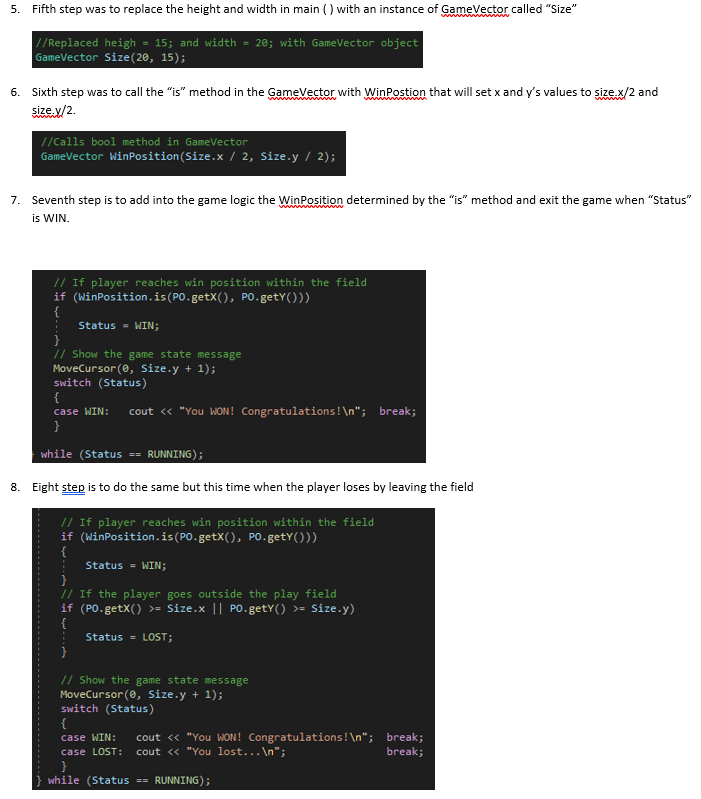 5. Fifth step was to replace the height and width in main ( ) with an instance of GameVector called “Size”
//Replaced heigh = 15; and width = 20; with GameVector object
GameVector Size(20, 15);
6. Sixth step was to call the “is” method in the GameVector with WinPostion that will set x and y’s values to size.x/2 and
size.y/2.
//Calls bool method in GameVector
GameVector WinPosition(Size.x / 2, Size.y / 2);
7. Seventh step is to add into the game logic the WinPosition determined by the “is” method and exit the game when “Status”
is WIN.
// If player reaches win position within the field
if (WinPosition.is(PO.getX(), PO.getY()))
{
Status = WIN;
}
// Show the game state message
MoveCursor(0, Size.y + 1);
switch (Status)
{
case WIN: cout << "You WON! Congratulations!\n"; break;
}
} while (Status == RUNNING);
8. Eight step is to do the same but this time when the player loses by leaving the field
// If player reaches win position within the field
if (WinPosition.is(PO.getX(), PO.getY()))
{
Status = WIN;
}
// If the player goes outside the play field
if (PO.getX() >= Size.x || PO.getY() >= Size.y)
{
Status = LOST;
}
// Show the game state message
MoveCursor(0, Size.y + 1);
switch (Status)
{
case WIN: cout << "You WON! Congratulations!\n"; break;
case LOST: cout << "You lost...\n"; break;
}
} while (Status == RUNNING);